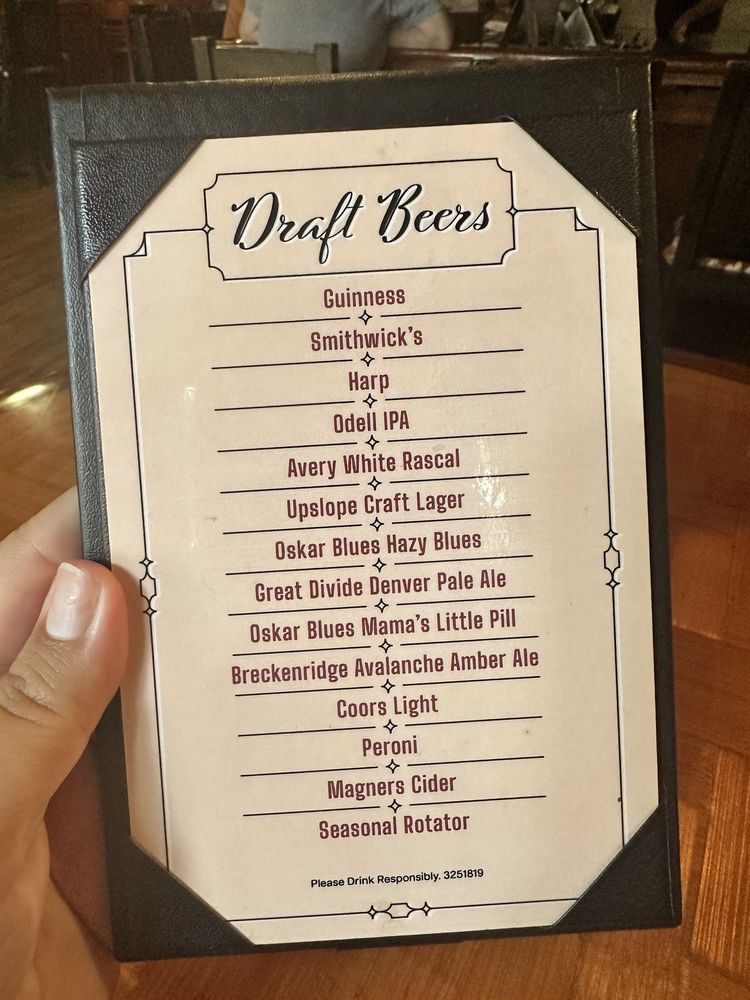 Draft Beers
Guinness
Smithwick's
Harp
Odell IPA
Avery White Rascal
Upslope Craft Lager
Oskar Blues Hazy Blues
Great Divide Denver Pale Ale
Oskar Blues Mama's Little Pill
Breckenridge Avalanche Amber Ale
Coors Light
Peroni
Magners Cider
Seasonal Rotator
Please Drink Responsibly. 3251819